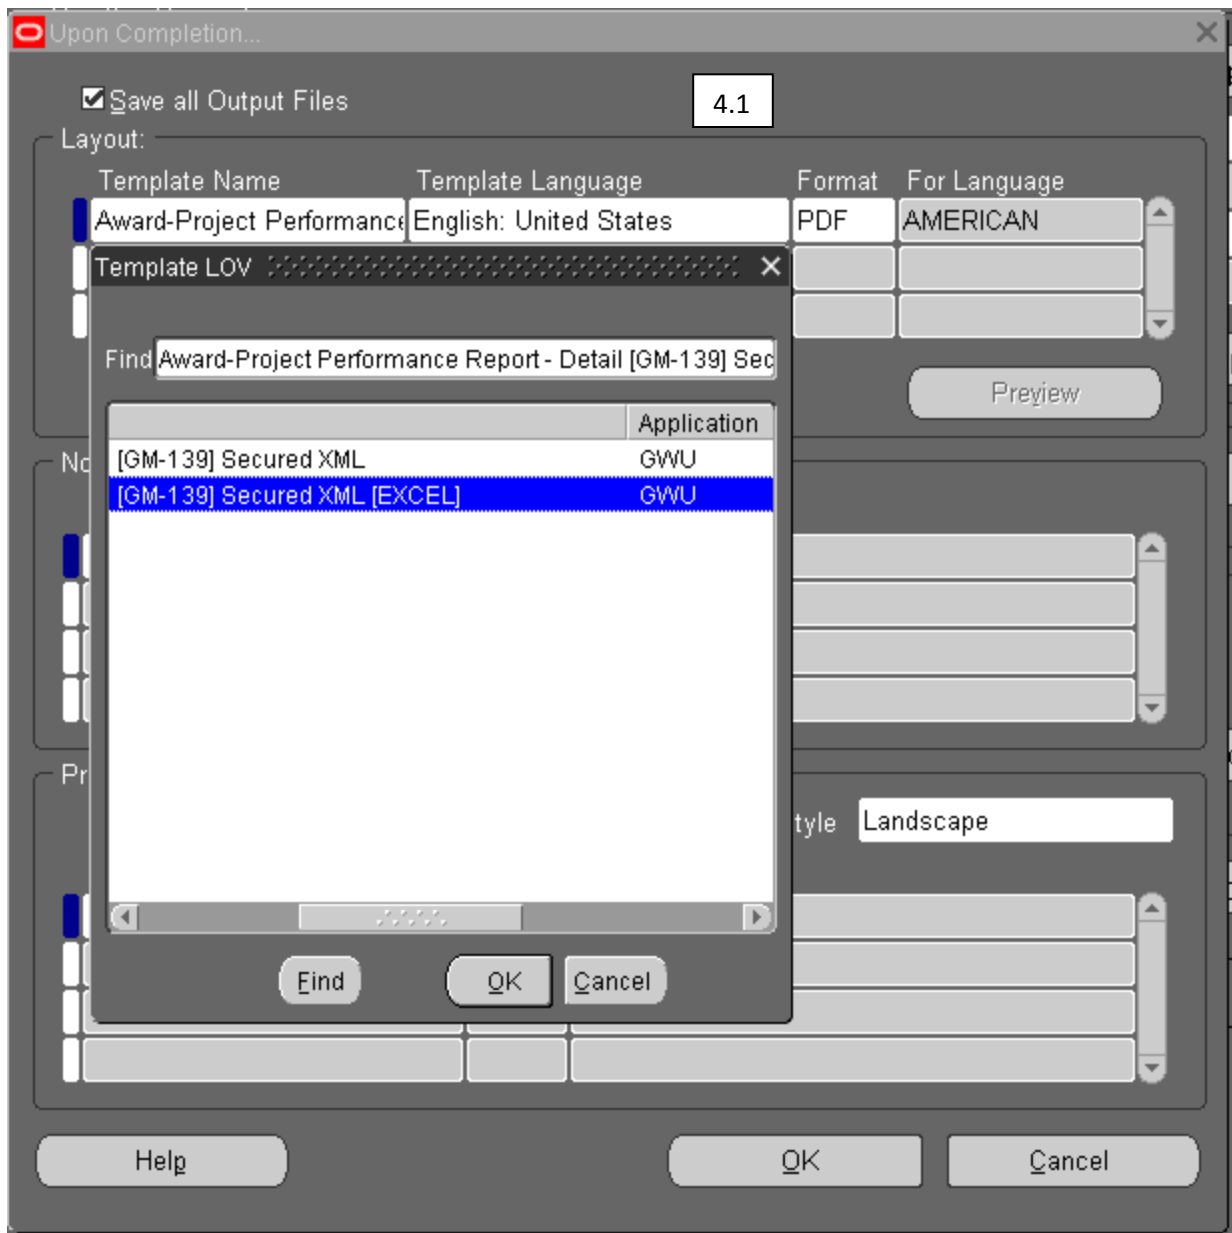 Upon Completion...
Save all Output Files
4.1
Layout:
Template Name Template Language Format For Language
Award-Project Performance English: United States PDF AMERICAN
Template LOV
Find Award-Project Performance Report - Detail [GM-139] Sec
Preview
Application
[GM-139] Secured XML GWU
No
[GM-139] Secured XML [EXCEL] GWU
Pr
tyle Landscape
Find OK Cancel
Help OK Cancel